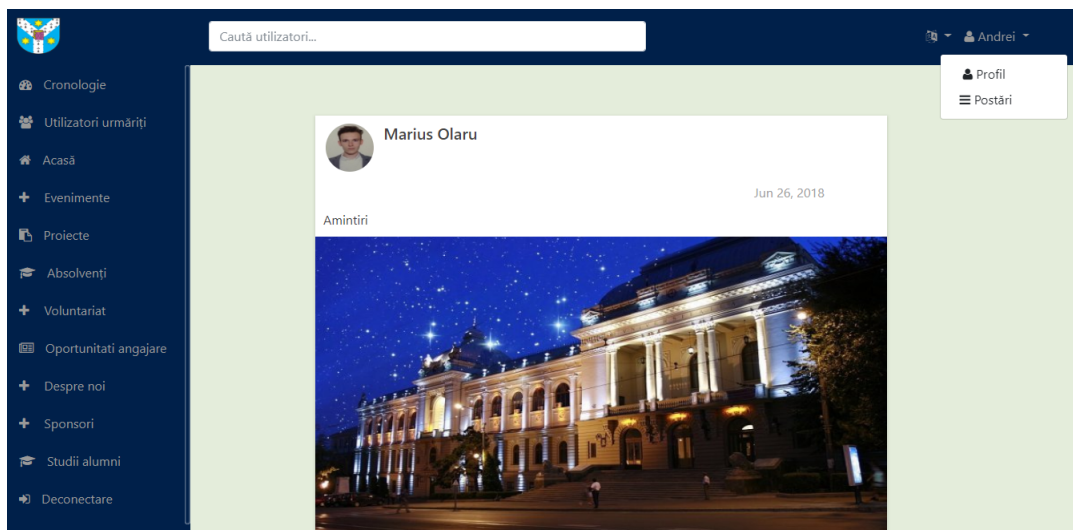 Caută utilizatori...
Andrei
Profil
Postări
Cronologie
Utilizatori urmăriți
Acasă
Evenimente
Proiecte
Absolvenți
Voluntariat
Oportunitati angajare
Despre noi
Sponsori
Studii alumni
Deconectare
Marius Olaru
Jun 26, 2018
Amintiri